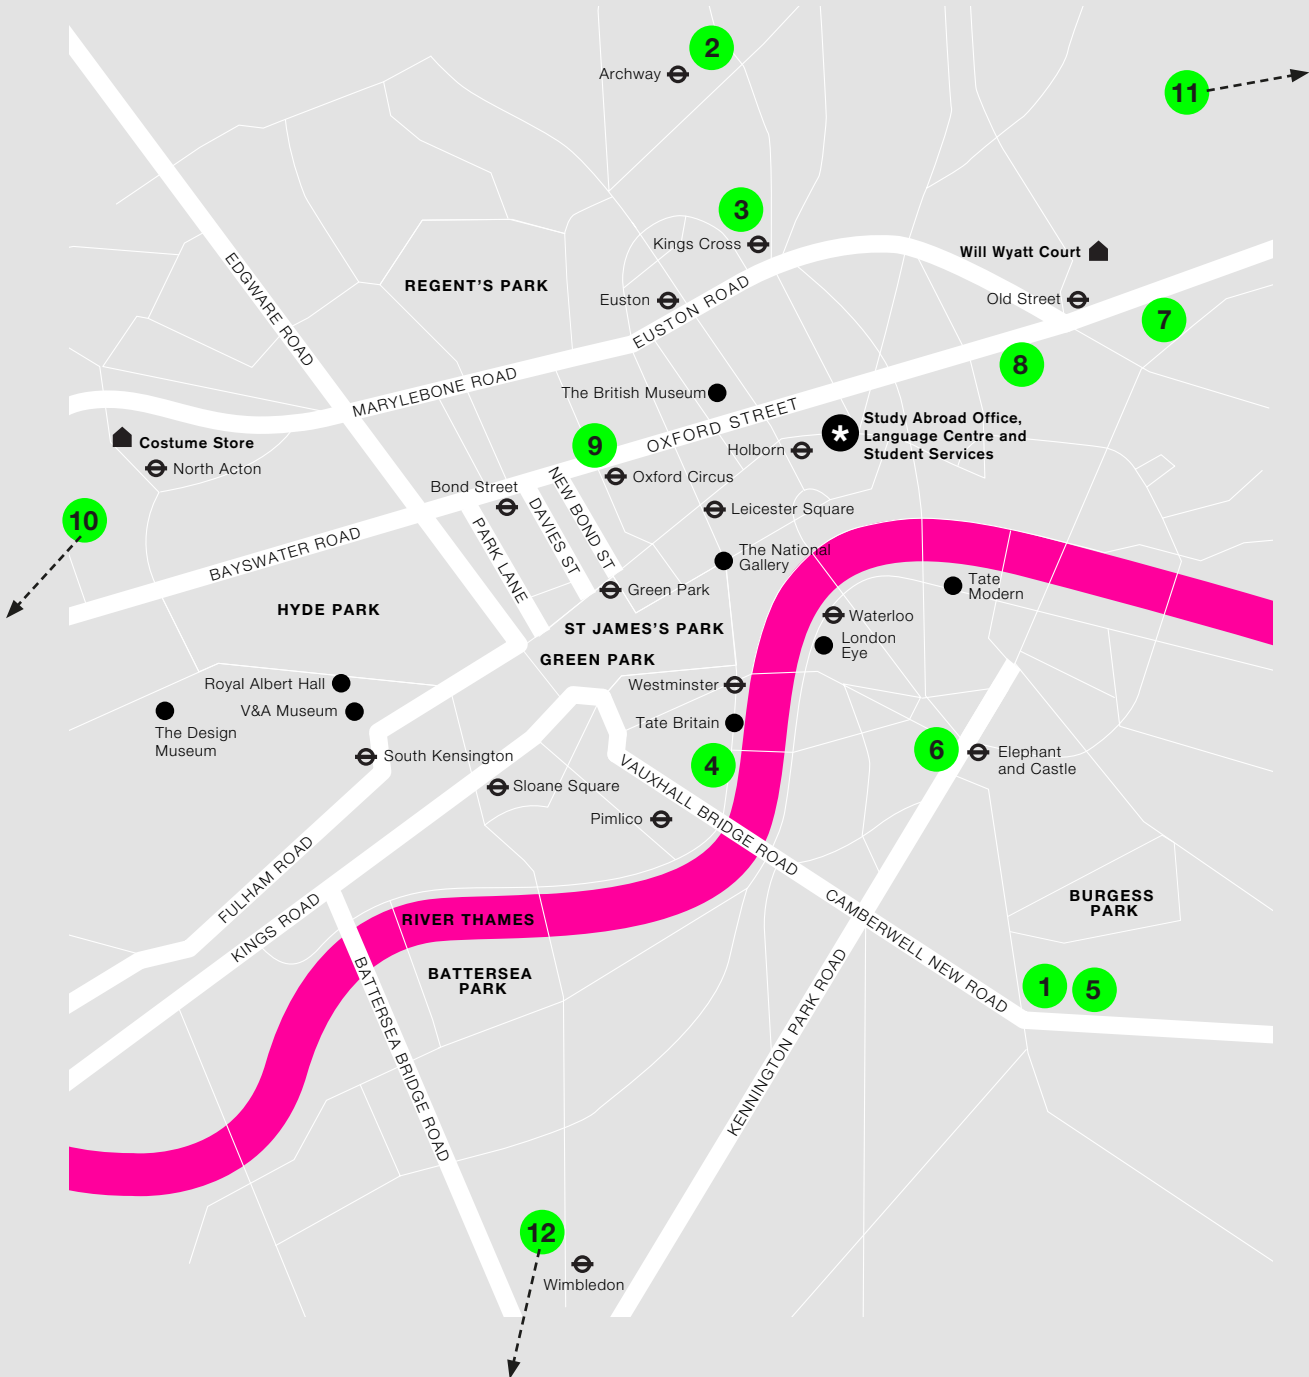 2
Archway
11
3
Kings Cross
Will Wyatt Court
EDGWARE ROAD
REGENT'S PARK
Euston
EUSTON ROAD
Old Street
7
8
MARYLEBONE ROAD
The British Museum
OXFORD STREET
*
Study Abroad Office,
Language Centre and
Student Services
Costume Store
North Acton
9
Holborn
Oxford Circus
Bond Street
NEW BOND ST
DAVIES ST
PARK LANE
Leicester Square
10
BAYSWATER ROAD
The National
Gallery
Green Park
Tate
Modern
HYDE PARK
ST JAMES'S PARK
Waterloo
London
Eye
GREEN PARK
Royal Albert Hall
V&A Museum
Westminster
The Design
Museum
Tate Britain
South Kensington
4
6
Elephant
and Castle
Sloane Square
VAUXHALL BRIDGE ROAD
Pimlico
FULHAM ROAD
KINGS ROAD
RIVER THAMES
CAMBERWELL NEW ROAD
BURGESS
PARK
BATTERSEA
PARK
1
5
BATTERSEA BRIDGE ROAD
KENNINGTON PARK ROAD
12
Wimbledon